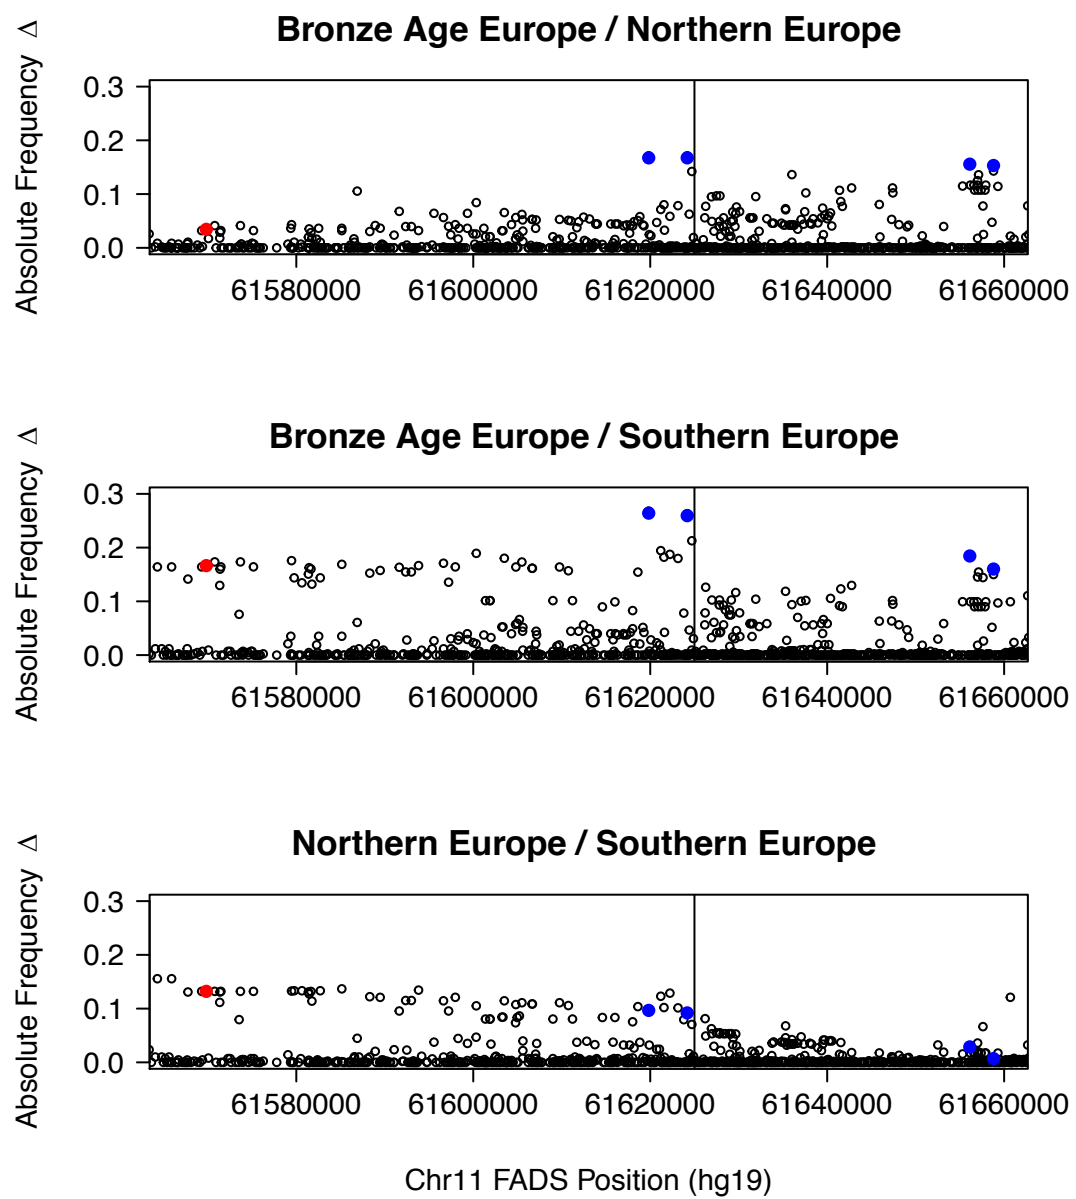 Bronze Age Europe / Northern Europe
Absolute Frequency Δ
0.3
0.2
0.1
0.0
61580000 61600000 61620000 61640000 61660000
Bronze Age Europe / Southern Europe
Absolute Frequency Δ
0.3
0.2
0.1
0.0
61580000 61600000 61620000 61640000 61660000
Northern Europe / Southern Europe
Absolute Frequency Δ
0.3
0.2
0.1
0.0
61580000 61600000 61620000 61640000 61660000
Chr11 FADS Position (hg19)